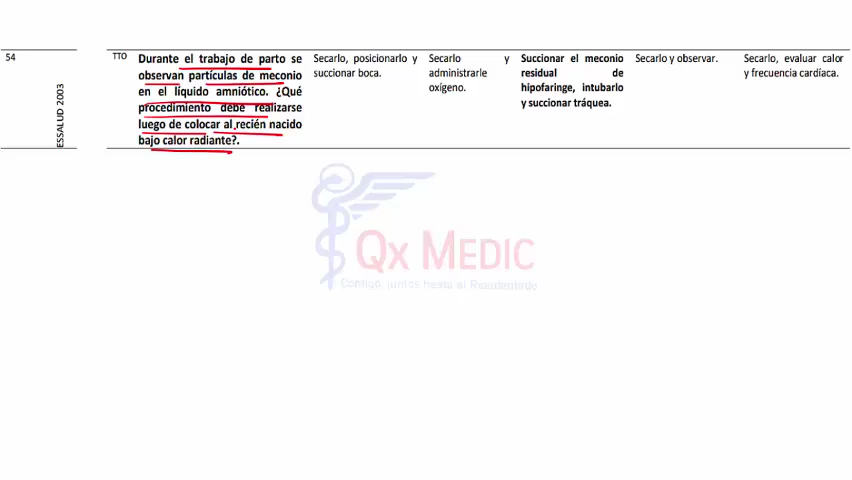 54
ESSALUD 2003
TTO
Durante el trabajo de parto se
observan partículas de meconio
en el líquido amniótico. ¿Qué
procedimiento debe realizarse
luego de colocar al recién nacido
bajo calor radiante?.
Secarlo, posicionarlo y
succionar boca.
Secarlo y
administrarle
oxígeno.
Succionar el meconio
residual de
hipofaringe, intubarlo
y succionar tráquea.
Secarlo y observar.
Secarlo, evaluar calor
y frecuencia cardíaca.
QX MEDIC
Contigo, juntos hasta el Residentado